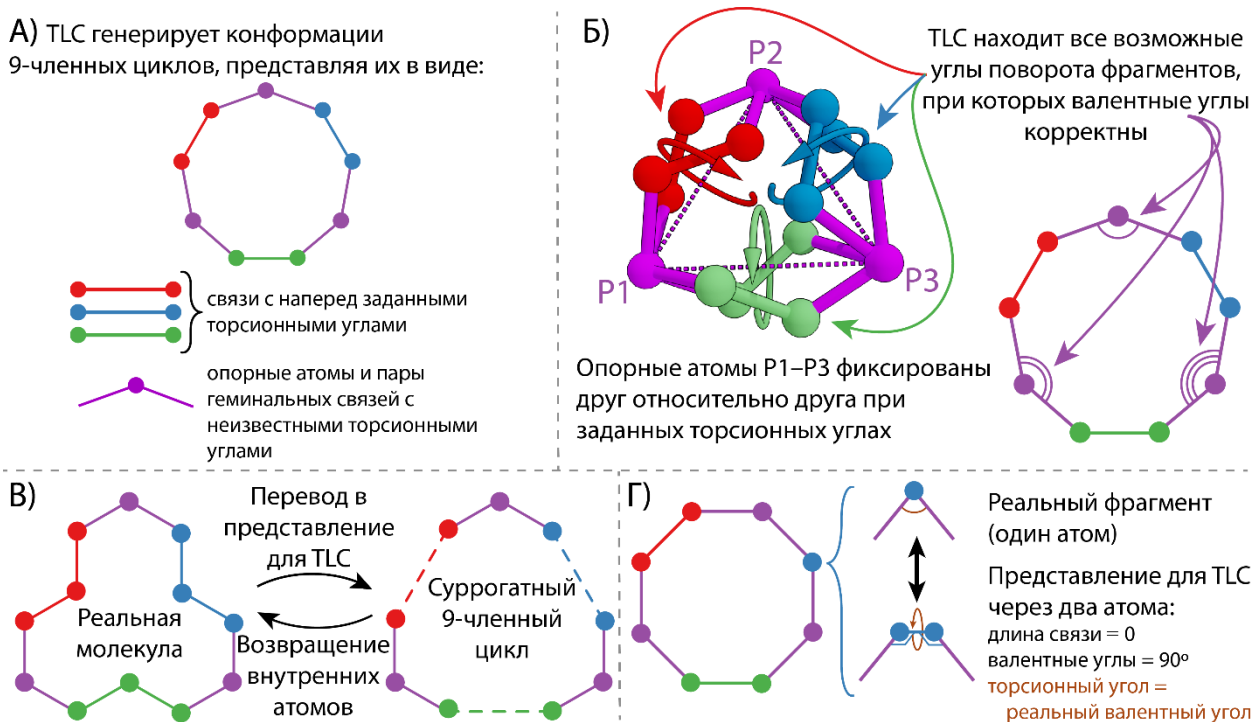 А) TLC генерирует конформации
9-членных циклов, представляя их в виде:
связи с наперед заданными
торсионными углами
опорные атомы и пары
геминальных связей с
неизвестными торсионными
углами
Б)
P2
P1
P3
TLC находит все возможные
углы поворота фрагментов,
при которых валентные углы
корректны
Опорные атомы P1–P3 фиксированы
друг относительно друга при
заданных торсионных углах
В)
Перевод в
представление
для TLC
Реальная
молекула
Возвращение
внутренних
атомов
Суррогатный
9-членный
цикл
Г)
Реальный фрагмент
(один атом)
Представление для TLC
через два атома:
длина связи = 0
валентные углы = 90º
торсионный угол =
реальный валентный угол